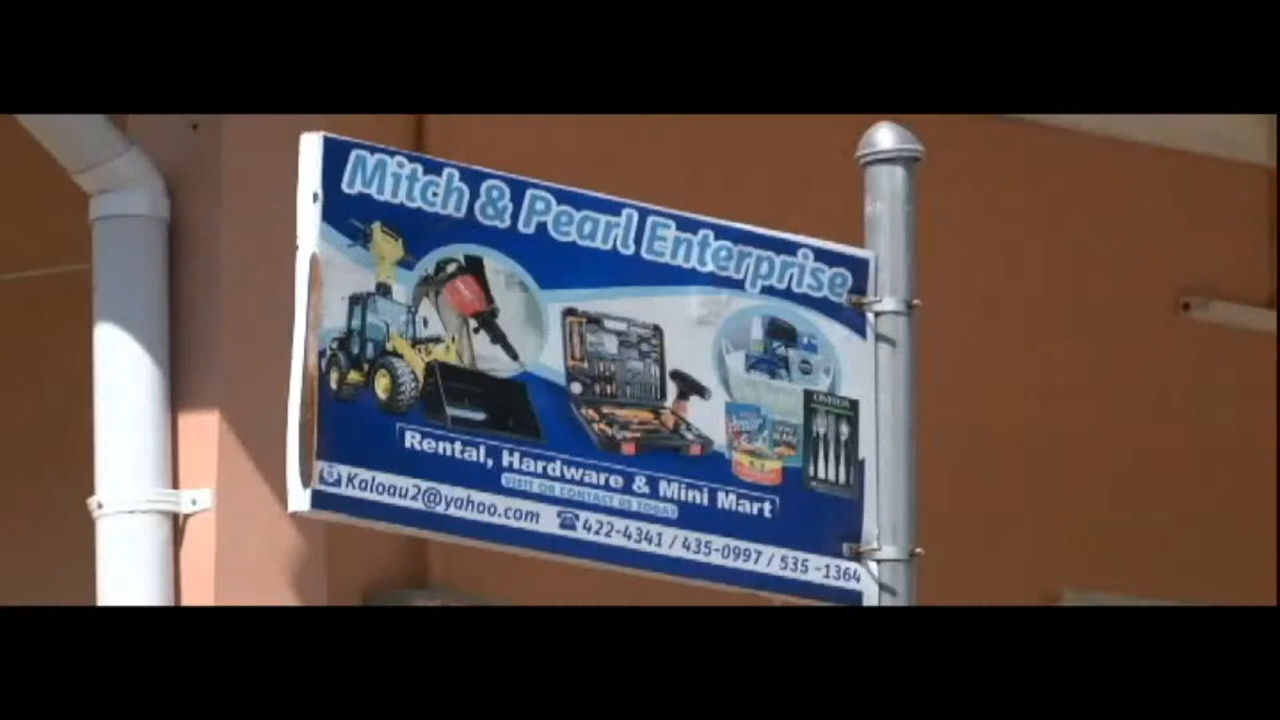 Mitch & Pearl Enterprise
Rental, Hardware & Mini Mart
VISIT OR CONTACT US TODAY
Kaloau2@yahoo.com 422-4341 / 435-0997 / 535 -1364